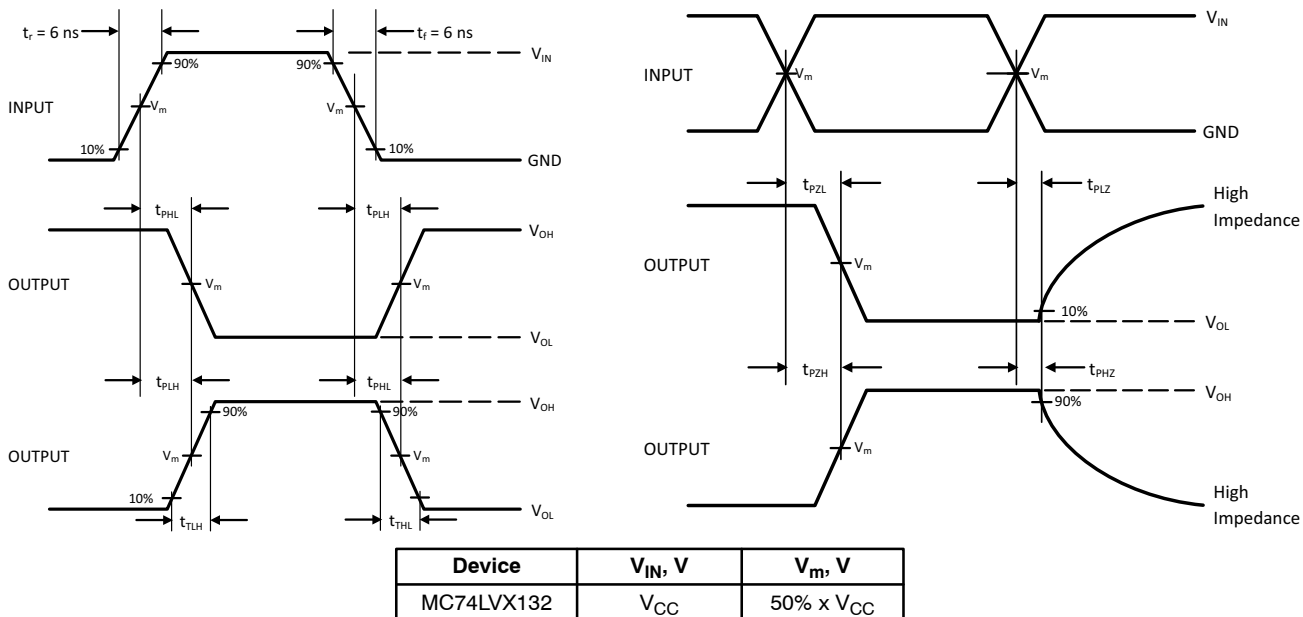 t_r = 6 ns
t_f = 6 ns
V_IN
90%
90%
INPUT
V_m
V_m
10%
10%
GND
t_PHL
t_PLH
V_OH
OUTPUT
V_m
V_m
V_OL
t_PLH
t_PHL
V_OH
90%
90%
OUTPUT
V_m
V_m
10%
V_OL
t_TLH
t_THL
V_IN
INPUT
V_m
V_m
GND
t_PZL
t_PLZ
High
Impedance
OUTPUT
V_m
10%
V_OL
t_PZH
t_PHZ
V_OH
90%
OUTPUT
V_m
High
Impedance
Device V_IN, V V_m, V
MC74LVX132 V_CC 50% x V_CC